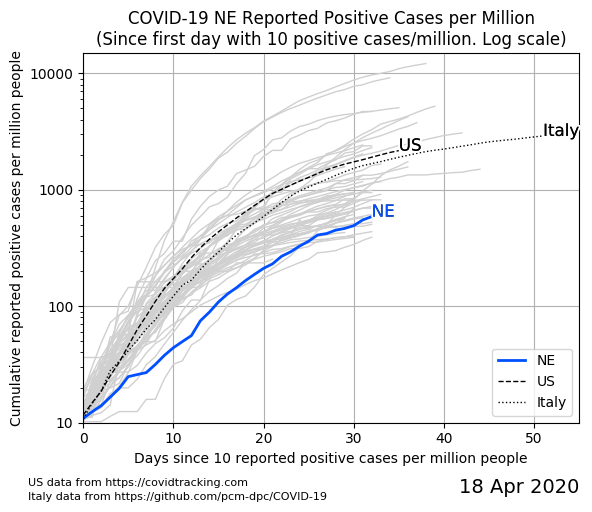 COVID-19 NE Reported Positive Cases per Million
(Since first day with 10 positive cases/million. Log scale)
Cumulative reported positive cases per million people
10000
1000
100
10
US
Italy
NE
NE
US
Italy
0
10
20
30
40
50
Days since 10 reported positive cases per million people
US data from https://covidtracking.com
Italy data from https://github.com/pcm-dpc/COVID-19
18 Apr 2020